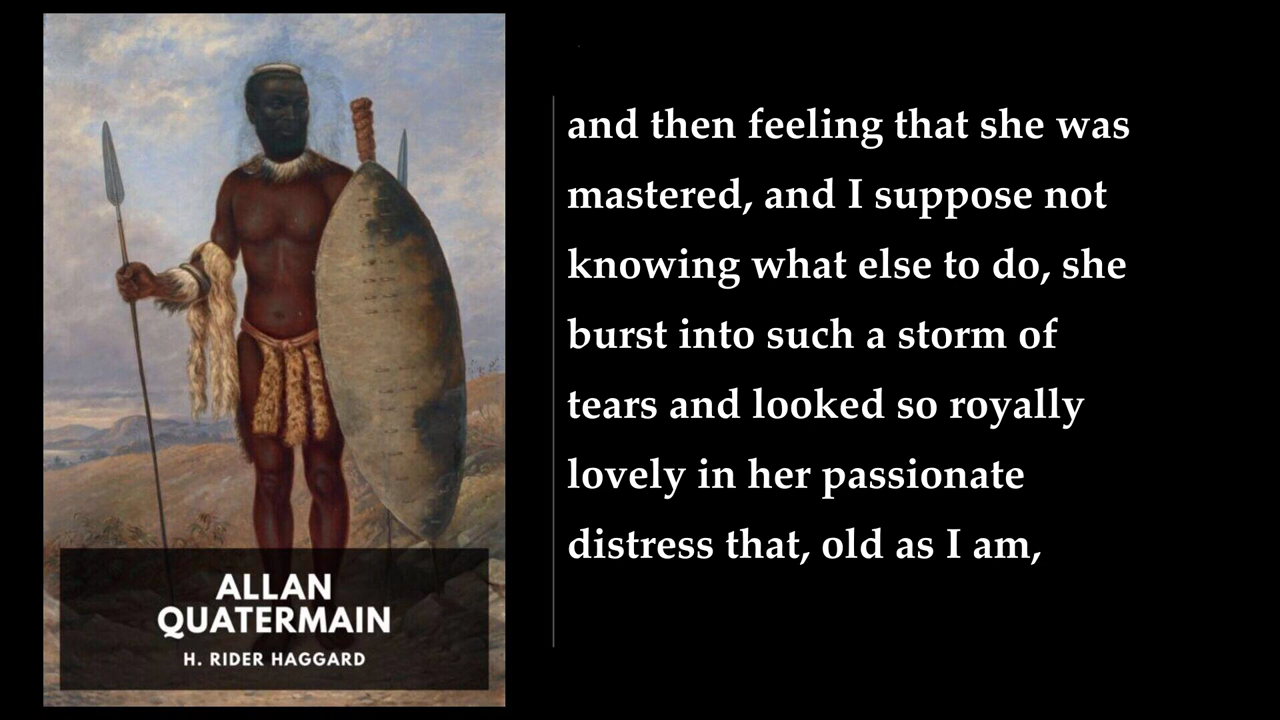 ALLAN
QUATERMAIN
H. RIDER HAGGARD
and then feeling that she was
mastered, and I suppose not
knowing what else to do, she
burst into such a storm of
tears and looked so royally
lovely in her passionate
distress that, old as I am,